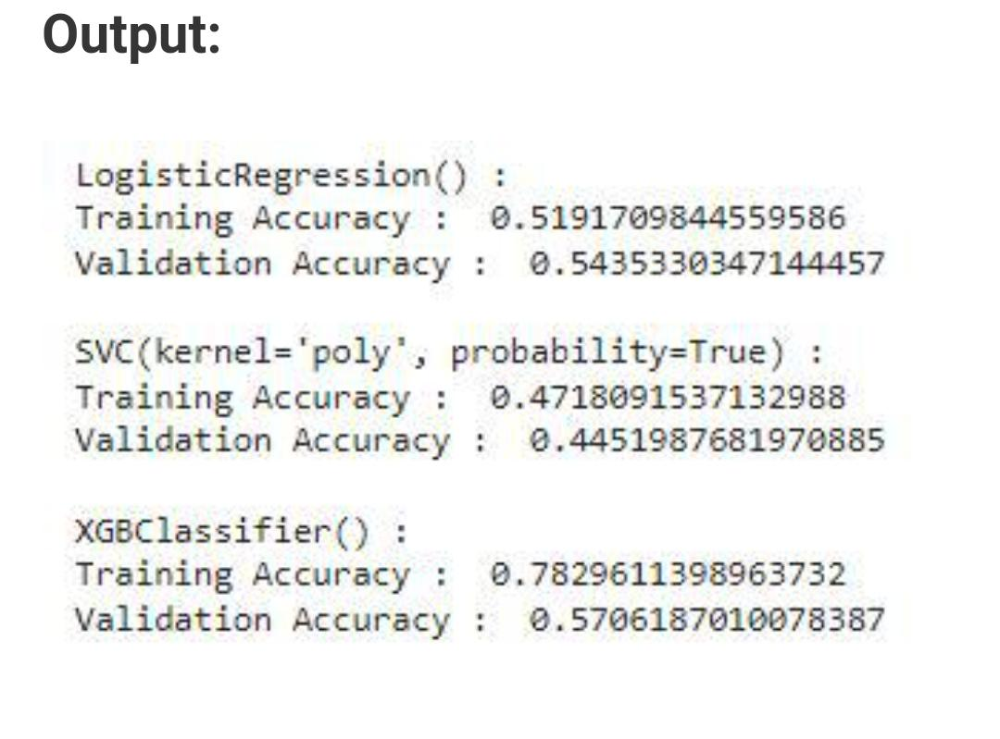 Output:
LogisticRegression() :
Training Accuracy :  0.5191709844559586
Validation Accuracy :  0.5435330347144457
SVC(kernel='poly', probability=True) :
Training Accuracy :  0.4718091537132988
Validation Accuracy :  0.4451987681970885
XGBClassifier() :
Training Accuracy :  0.7829611398963732
Validation Accuracy :  0.5706187010078387